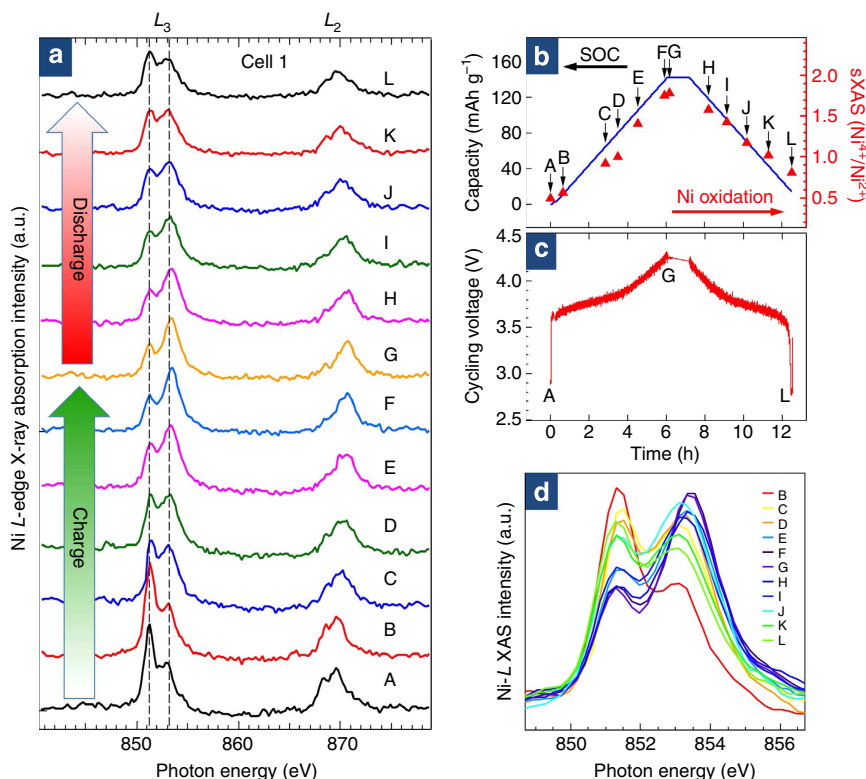 L3 L2
a
Cell 1
L
K
J
I
H
G
F
E
D
C
B
A
Discharge
Charge
Ni L-edge X-ray absorption intensity (a.u.)
850 860 870
Photon energy (eV)
b
SOC
FG
E
H
D
C
I
J
A
B
K
L
Ni oxidation
160
120
80
40
0
Capacity (mAh g–1)
2.0
1.5
1.0
0.5
sXAS (Ni4+/Ni2+)
c
G
A
L
4.5
4.0
3.5
3.0
2.5
Cycling voltage (V)
0 2 4 6 8 10 12
Time (h)
d
B
C
D
E
F
G
H
I
J
K
L
Ni-L XAS intensity (a.u.)
850 852 854 856
Photon energy (eV)